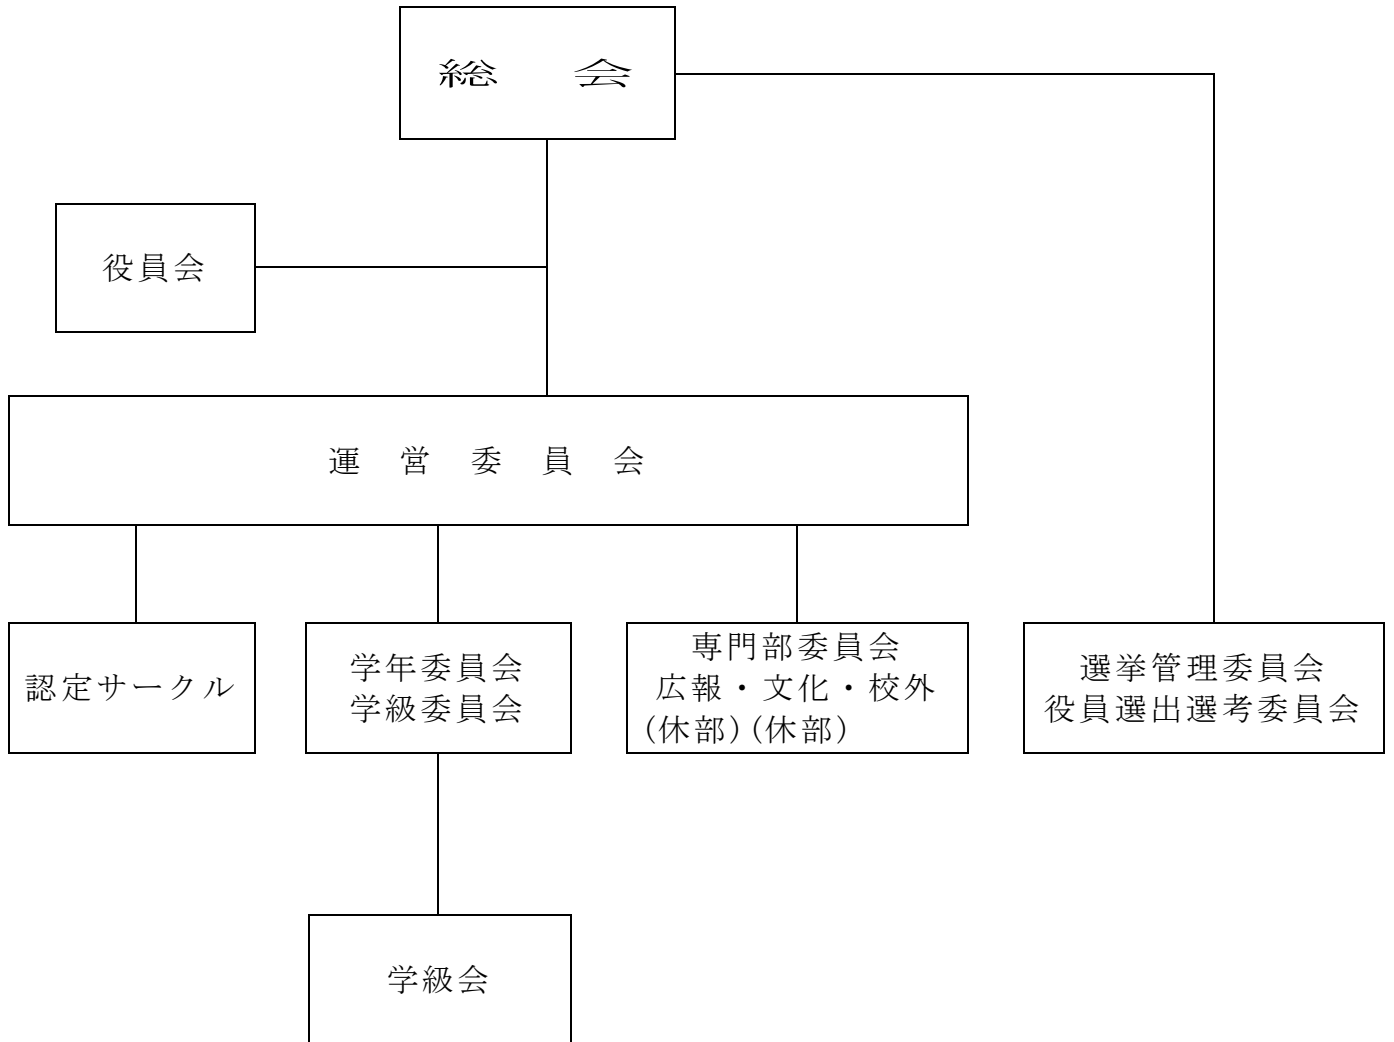 総　会
役員会
運営委員会
認定サークル
学年委員会
学級委員会
専門部委員会
広報・文化・校外
(休部)(休部)
選挙管理委員会
役員選出選考委員会
学級会